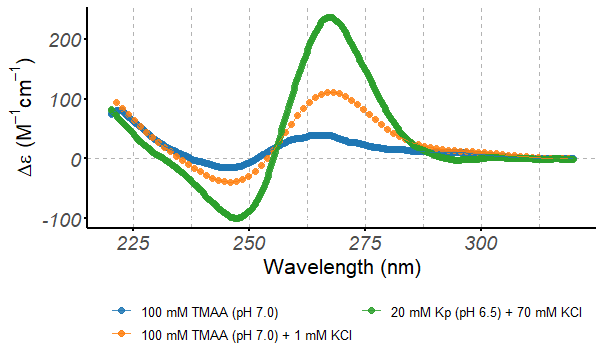 200
100
0
-100
Δε (M⁻¹cm⁻¹)
225 250 275 300
Wavelength (nm)
100 mM TMAA (pH 7.0)
20 mM Kp (pH 6.5) + 70 mM KCl
100 mM TMAA (pH 7.0) + 1 mM KCl